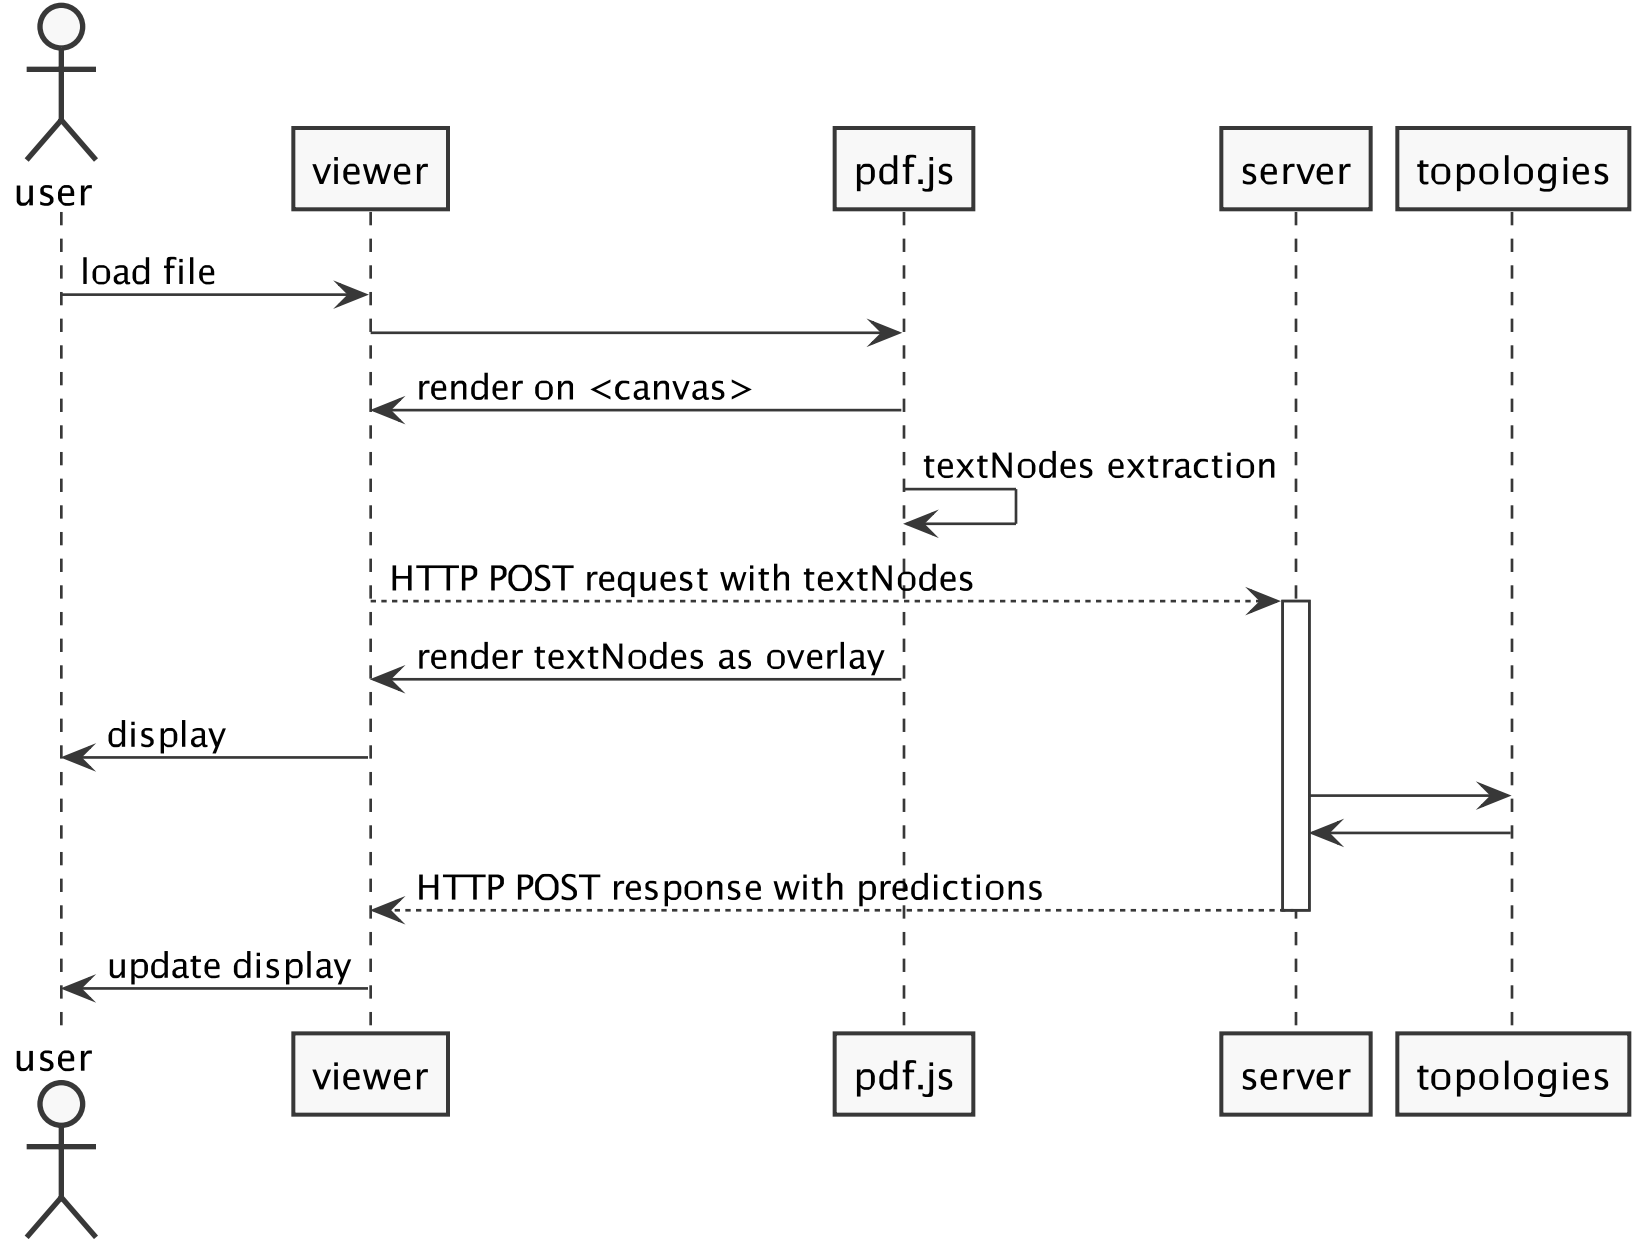 user
viewer
pdf.js
server
topologies
load file
render on <canvas>
textNodes extraction
HTTP POST request with textNodes
render textNodes as overlay
display
HTTP POST response with predictions
update display
user
viewer
pdf.js
server
topologies